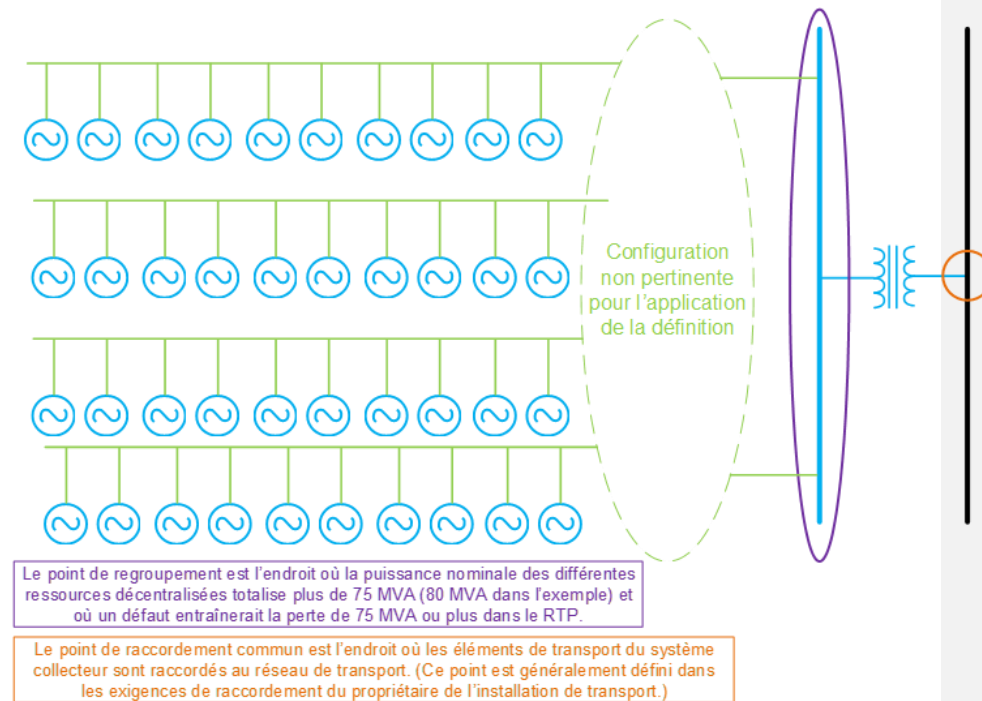 Configuration
non pertinente
pour l'application
de la définition
Le point de regroupement est l'endroit où la puissance nominale des différentes
ressources décentralisées totalise plus de 75 MVA (80 MVA dans l'exemple) et
où un défaut entraînerait la perte de 75 MVA ou plus dans le RTP.
Le point de raccordement commun est l'endroit où les éléments de transport du système
collecteur sont raccordés au réseau de transport. (Ce point est généralement défini dans
les exigences de raccordement du propriétaire de l'installation de transport.)